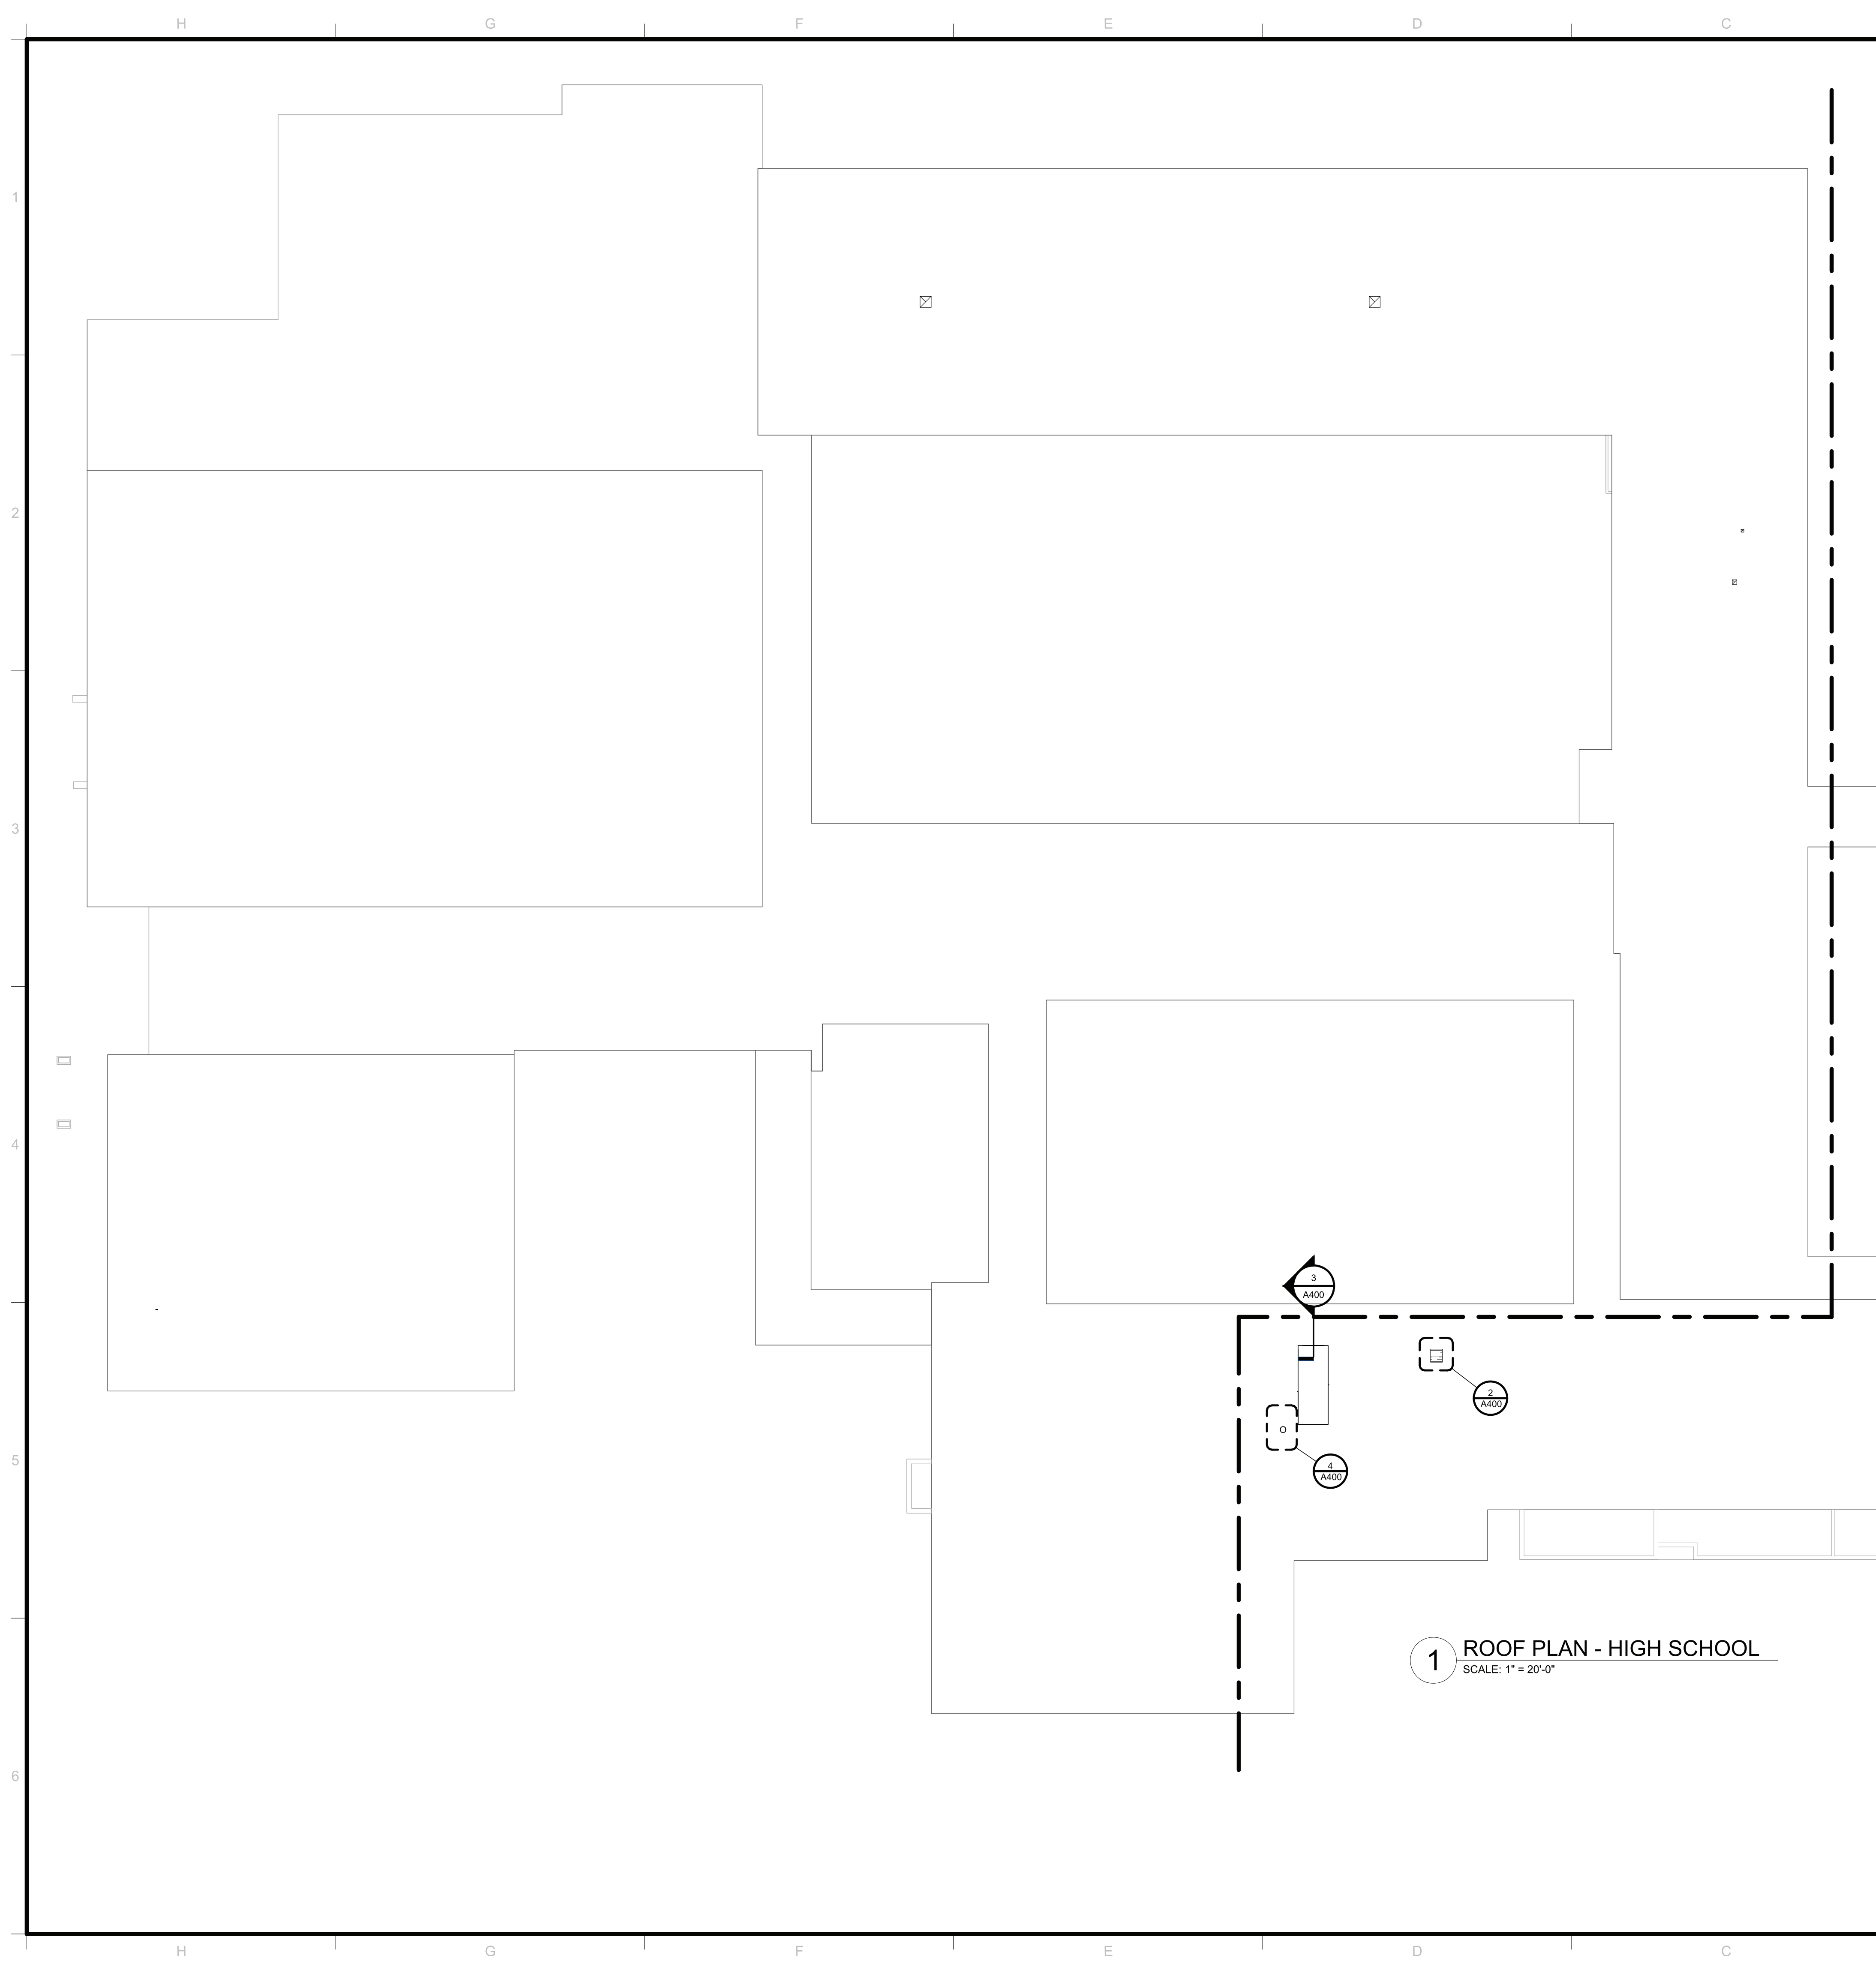 H G F E D C
1
2
3
4
3
A400
2
A400
O
4
A400
5
1 ROOF PLAN - HIGH SCHOOL
SCALE: 1" = 20'-0"
6
H G F E D C